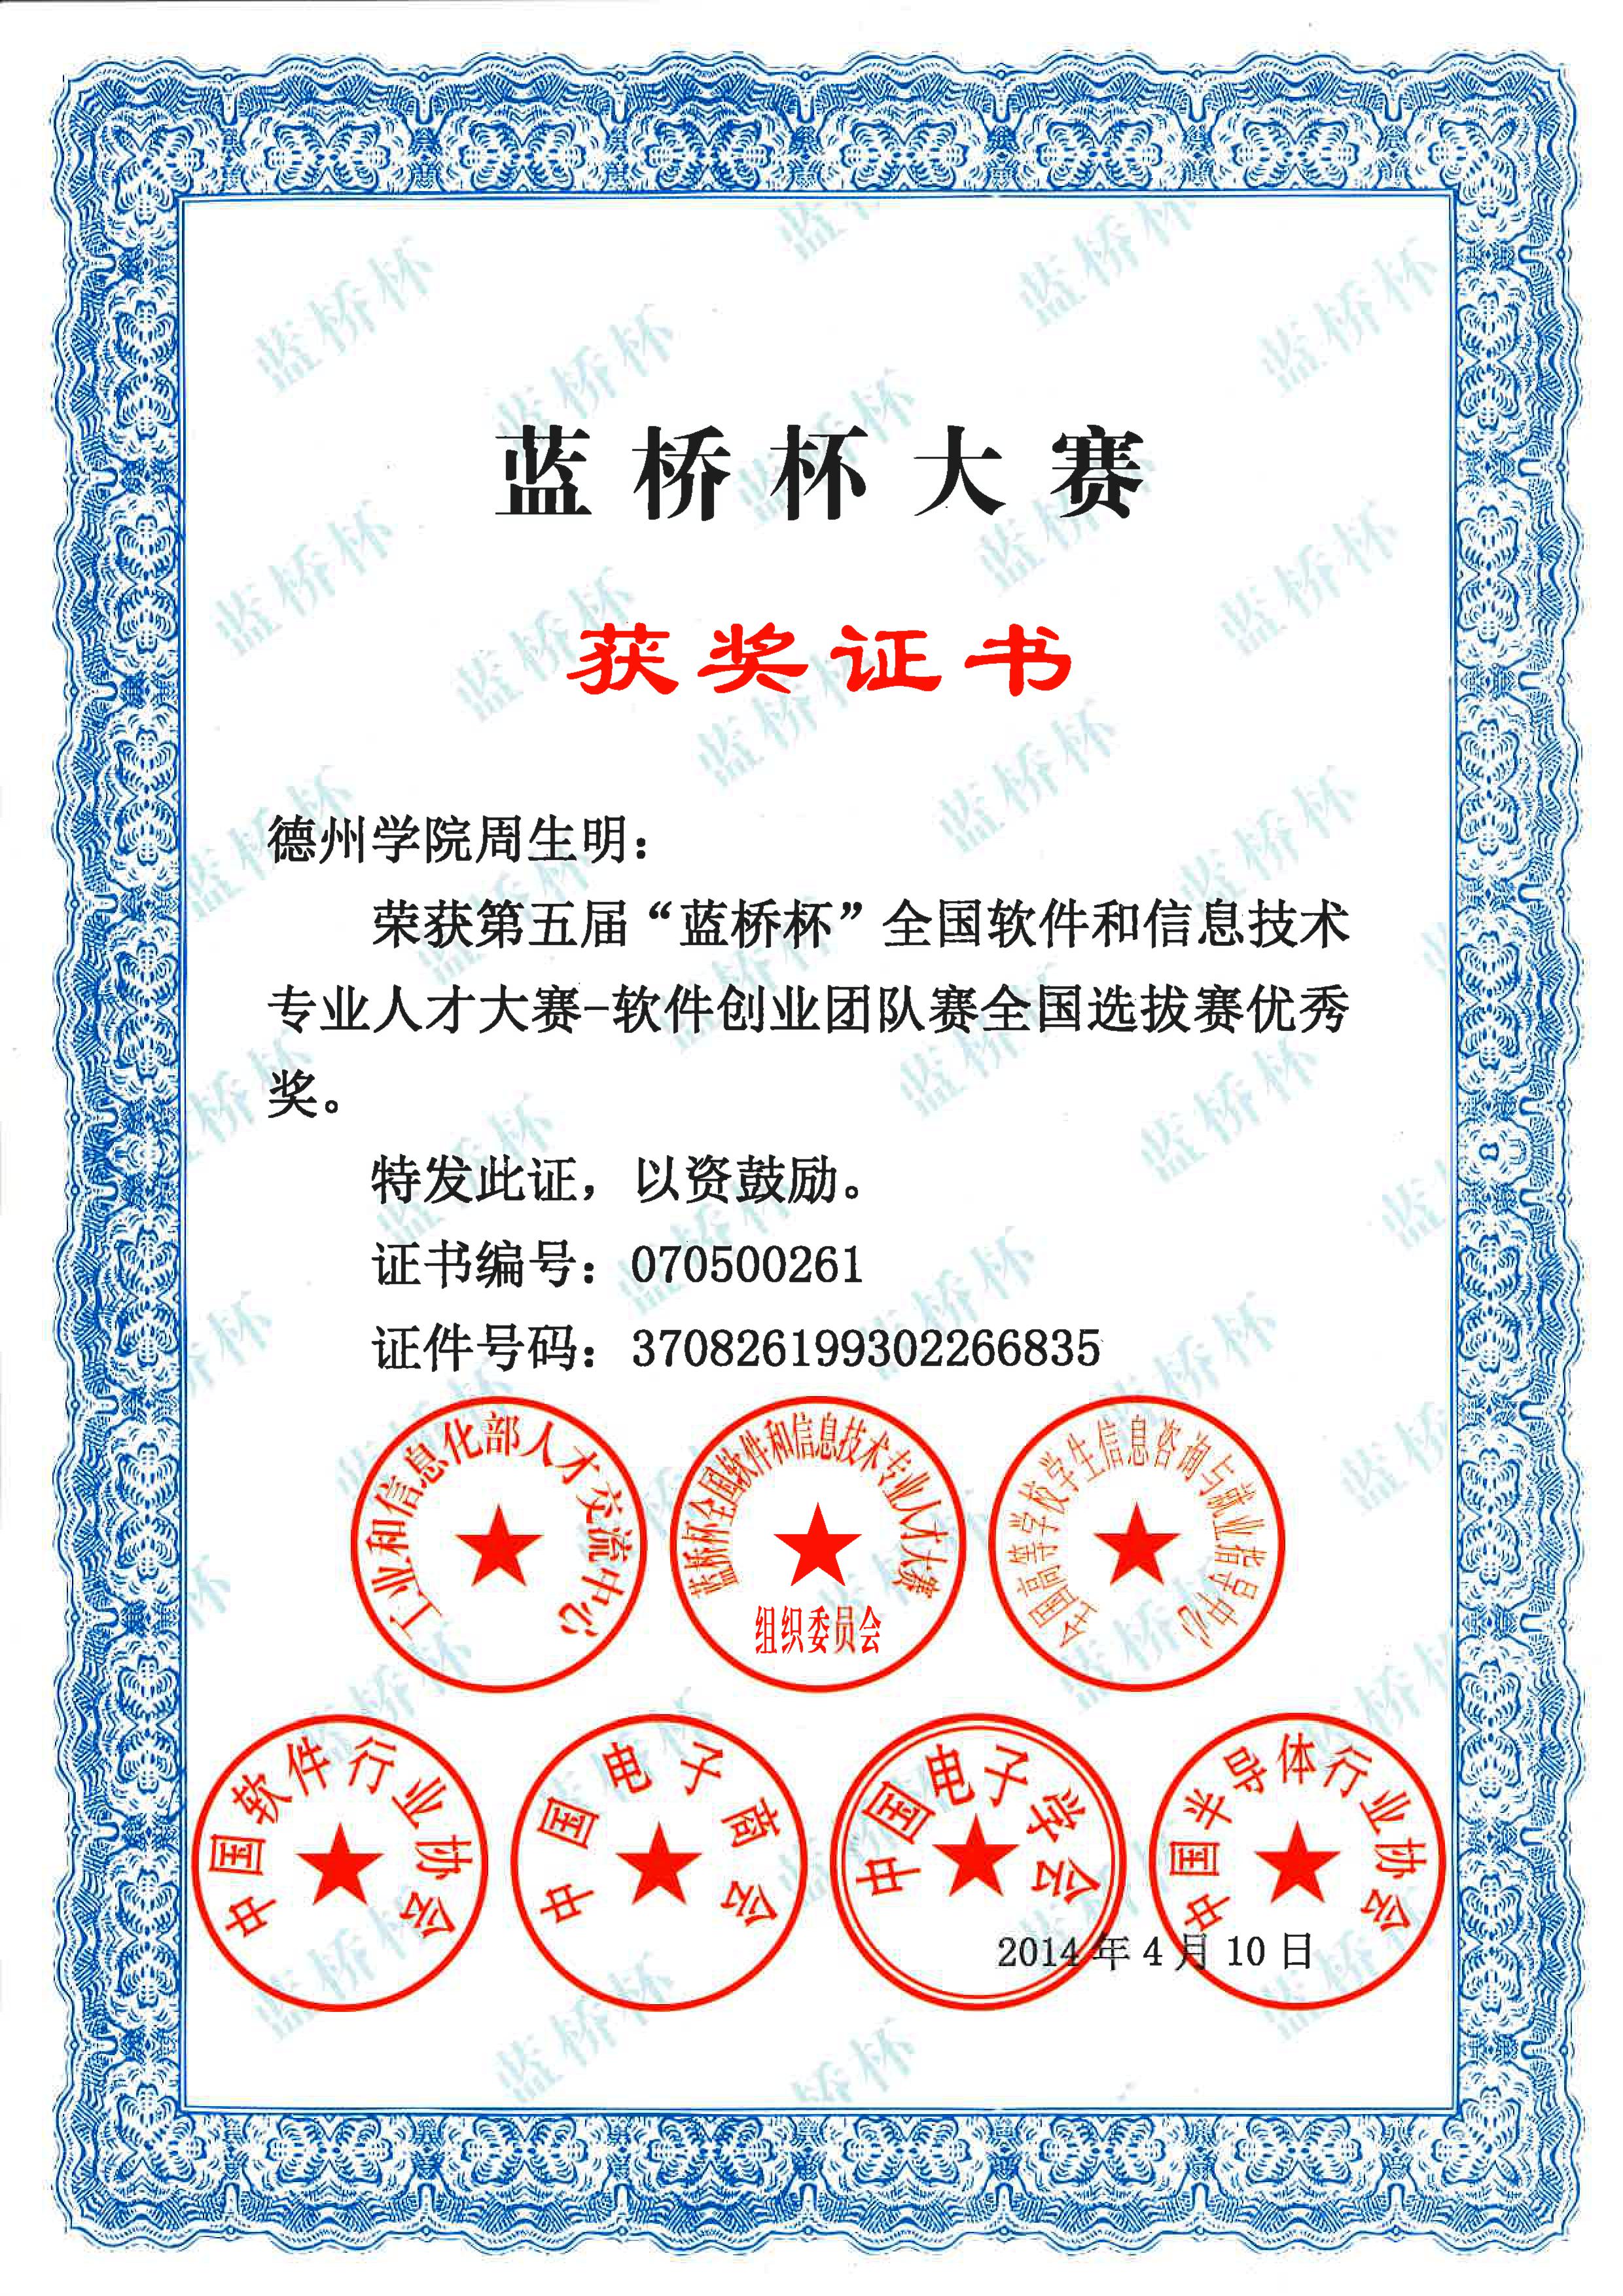 蓝桥杯大赛
获奖证书
德州学院周生明：
荣获第五届“蓝桥杯”全国软件和信息技术
专业人才大赛-软件创业团队赛全国选拔赛优秀
奖。
特发此证，以资鼓励。
证书编号：070500261
证件号码：370826199302266835
工业和信息化部人才交流中心
蓝桥杯全国软件和信息技术专业人才大赛
组织委员会
全国高等学校学生信息咨询与就业指导中心
中国软件行业协会
中国电子商会
中国电子学会
中国半导体行业协会
2014年4月10日